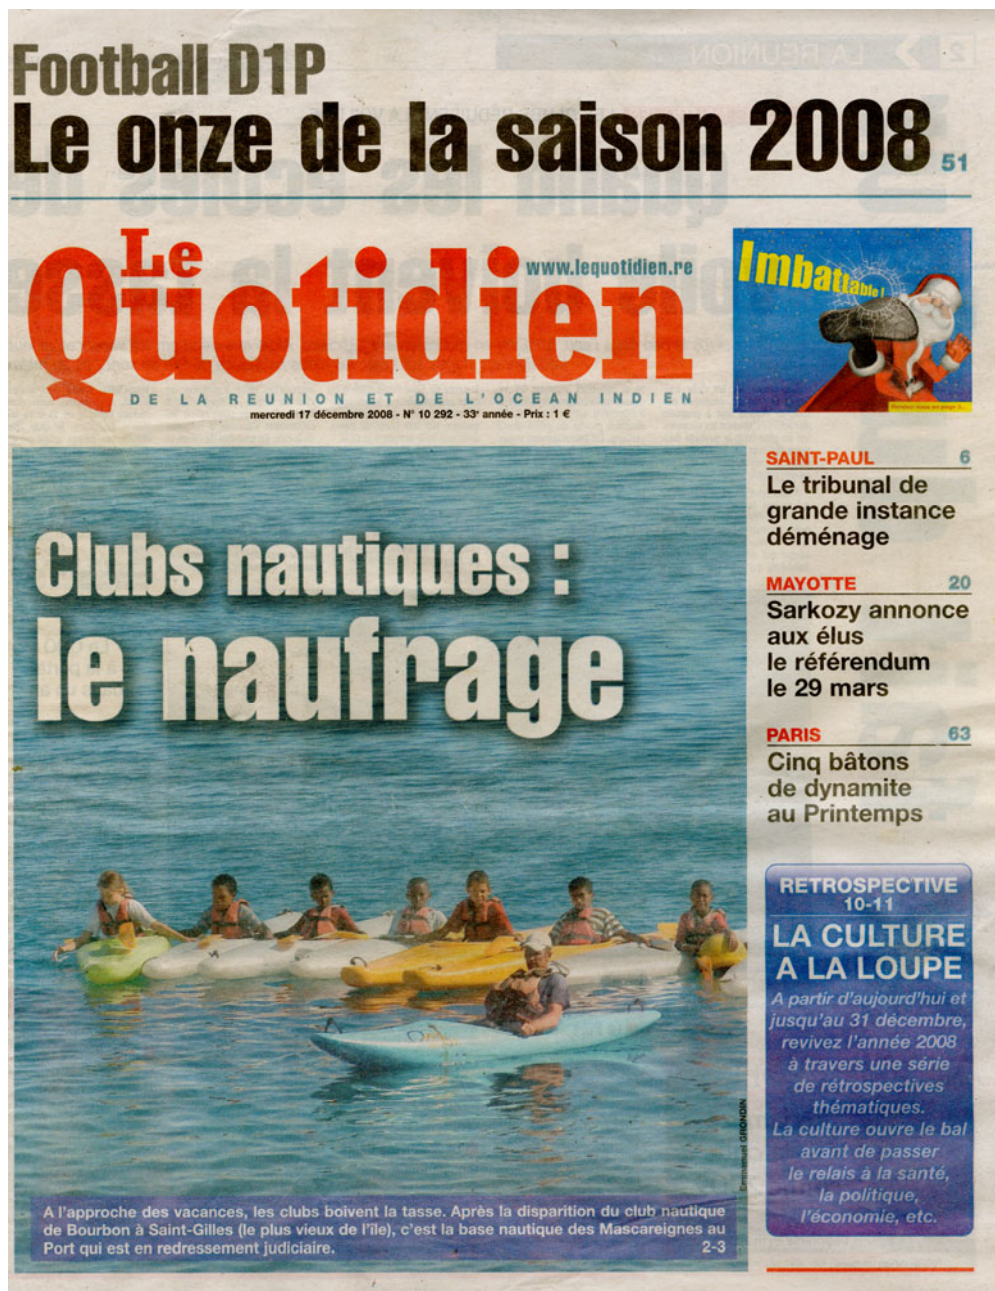 Football D1P
Le onze de la saison 2008 51
Le
Quotidien
www.lequotidien.re
DE LA REUNION ET DE L'OCEAN INDIEN
mercredi 17 décembre 2008 - N° 10 292 - 33e année - Prix : 1 €
Imbattable !
Clubs nautiques :
le naufrage
SAINT-PAUL 6
Le tribunal de
grande instance
déménage
MAYOTTE 20
Sarkozy annonce
aux élus
le référendum
le 29 mars
PARIS 63
Cinq bâtons
de dynamite
au Printemps
RETROSPECTIVE
10-11
LA CULTURE
A LA LOUPE
A partir d'aujourd'hui et
jusqu'au 31 décembre,
revivez l'année 2008
à travers une série
de rétrospectives
thématiques.
La culture ouvre le bal
avant de passer
le relais à la santé,
la politique,
l'économie, etc.
Emmanuel GRONDIN
A l'approche des vacances, les clubs boivent la tasse. Après la disparition du club nautique
de Bourbon à Saint-Gilles (le plus vieux de l'île), c'est la base nautique des Mascareignes au
Port qui est en redressement judiciaire. 2-3